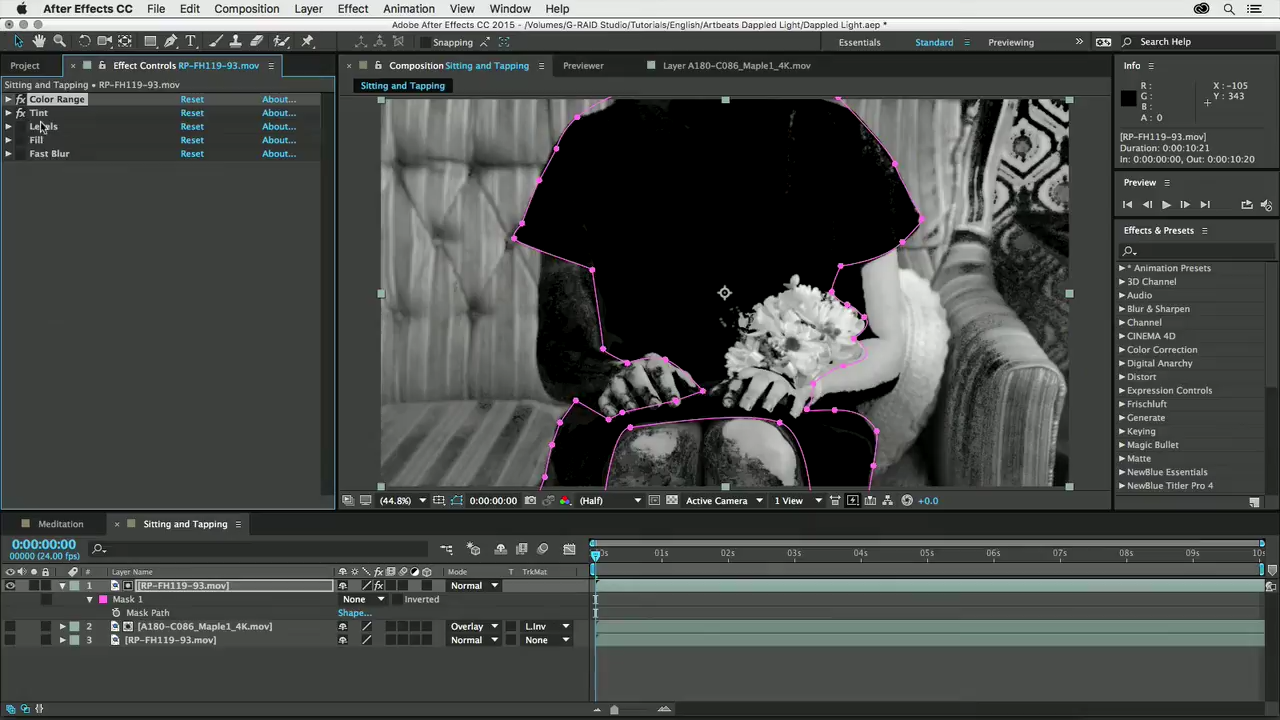 After Effects CC File Edit Composition Layer Effect Animation View Window Help
Adobe After Effects CC 2015 - /Volumes/G-RAID Studio/Tutorials/English/Artbeats Dappled Light/Dappled Light.aep *
Snapping Essentials Standard Previewing Search Help
Project Effect Controls RP-FH119-93.mov Composition Sitting and Tapping Previewer Layer A180-C086_Maple1_4K.mov Info
Sitting and Tapping • RP-FH119-93.mov Sitting and Tapping
Color Range Reset About...
Tint Reset About...
Levels Reset About...
Fill Reset About...
Fast Blur Reset About...
R :
G :
B :
A : 0
X : -105
Y : 343
[RP-FH119-93.mov]
Duration: 0:00:10:21
In: 0:00:00:00, Out: 0:00:10:20
Preview
Effects & Presets
* Animation Presets
3D Channel
Audio
Blur & Sharpen
Channel
CINEMA 4D
Color Correction
Digital Anarchy
Distort
Expression Controls
Frischluft
Generate
Keying
Magic Bullet
Matte
NewBlue Essentials
NewBlue Titler Pro 4
(44.8%) 0:00:00:00 (Half) Active Camera 1 View +0.0
Meditation Sitting and Tapping
0:00:00:00
00000 (24.00 fps)
01s 02s 03s 04s 05s 06s 07s 08s 09s
# Layer Name Mode T TrkMat
1 [RP-FH119-93.mov] Normal
Mask 1 None Inverted
Mask Path Shape...
2 [A180-C086_Maple1_4K.mov] Overlay L.Inv
3 [RP-FH119-93.mov] Normal None